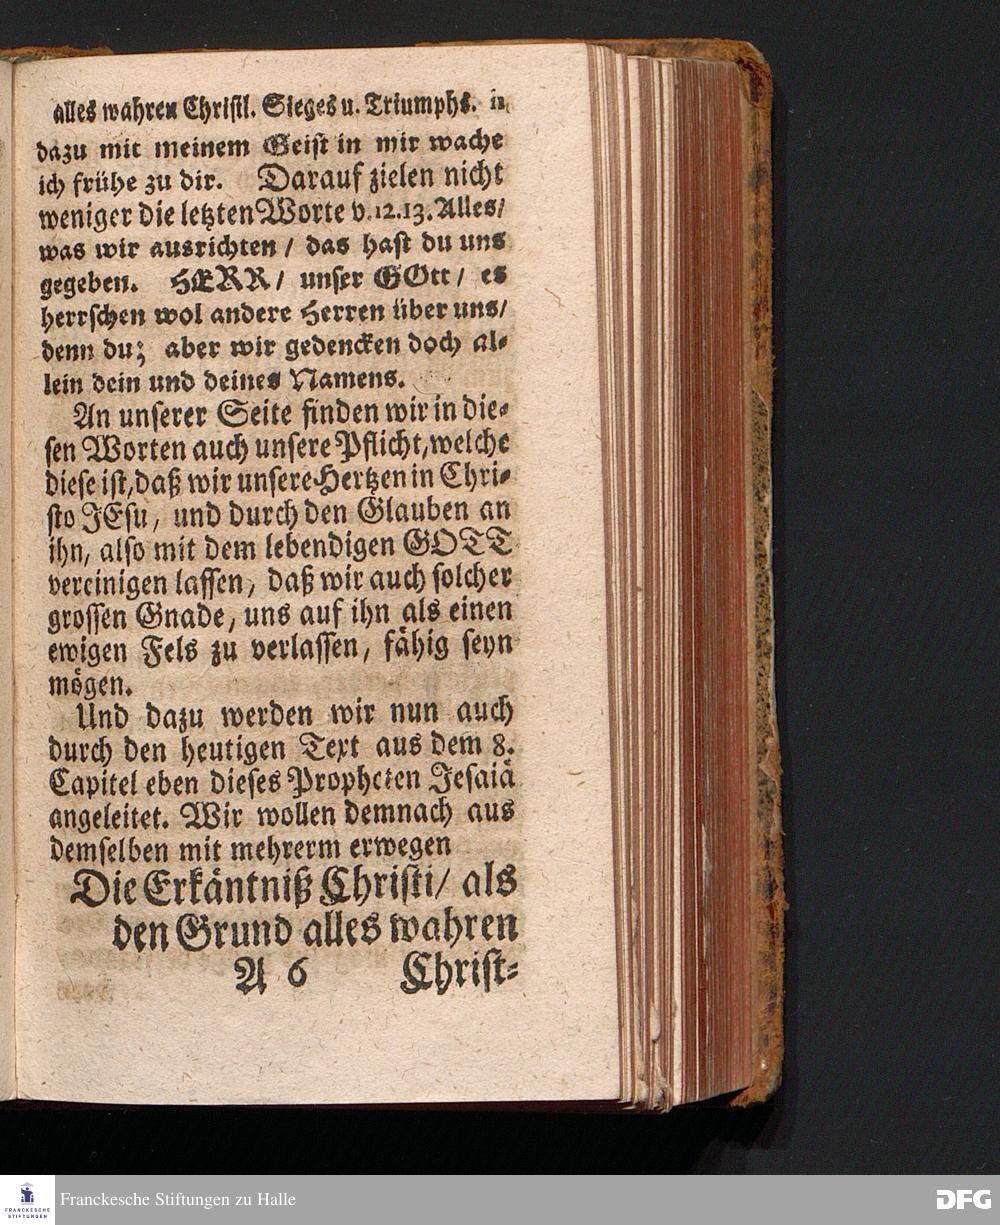 alles wahren Christl. Sieges u. Triumphs. 11
dazu mit meinem Geist in mir wache
ich frühe zu dir. Darauf zielen nicht
weniger die letzten Worte v. 12. 13. Alles/
was wir ausrichten / das hast du uns
gegeben. HERR / unser GOtt / es
herrschen wol andere Herren über uns/
denn du; aber wir gedencken doch al-
lein dein und deines Namens.
An unserer Seite finden wir in die-
sen Worten auch unsere Pflicht, welche
diese ist, daß wir unsere Hertzen in Chri-
sto JEsu, und durch den Glauben an
ihn, also mit dem lebendigen GOTT
vereinigen lassen, daß wir auch solcher
grossen Gnade, uns auf ihn als einen
ewigen Fels zu verlassen, fähig seyn
mögen.
Und dazu werden wir nun auch
durch den heutigen Text aus dem 8.
Capitel eben dieses Propheten Jesaiä
angeleitet. Wir wollen demnach aus
demselben mit mehrerm erwegen
Die Erkäntniß Christi / als
den Grund alles wahren
A 6 Christ-
FRANCKESCHE
STIFTUNGEN
Franckesche Stiftungen zu Halle
DFG